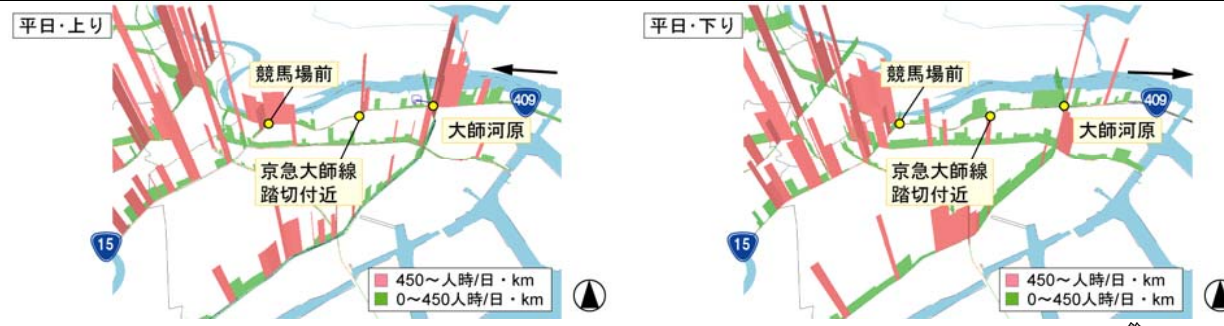 平日・上り
競馬場前
409
大師河原
京急大師線
踏切付近
15
450～人時/日・km
0～450人時/日・km
平日・下り
競馬場前
409
大師河原
京急大師線
踏切付近
15
450～人時/日・km
0～450人時/日・km